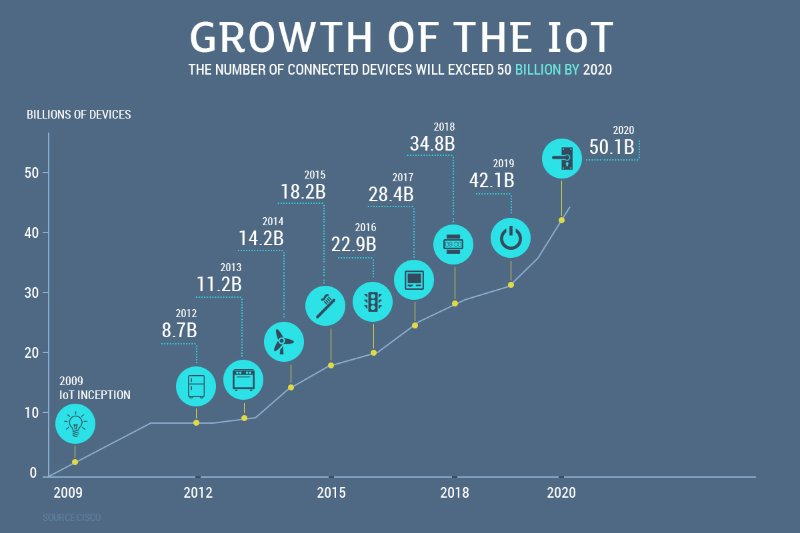 GROWTH OF THE IoT
THE NUMBER OF CONNECTED DEVICES WILL EXCEED 50 BILLION BY 2020
BILLIONS OF DEVICES
50
40
30
20
10
0
2009
IoT INCEPTION
2012
8.7B
2013
11.2B
2014
14.2B
2015
18.2B
2016
22.9B
2017
28.4B
2018
34.8B
2019
42.1B
2020
50.1B
2009
2012
2015
2018
2020
SOURCE:CISCO